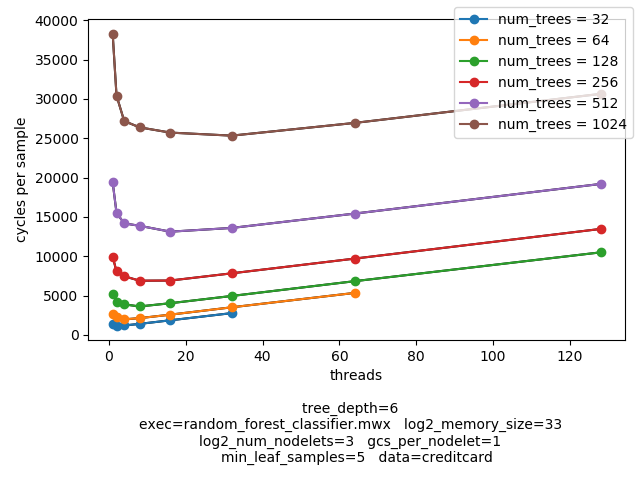 num_trees = 32
num_trees = 64
num_trees = 128
num_trees = 256
num_trees = 512
num_trees = 1024
cycles per sample
40000
35000
30000
25000
20000
15000
10000
5000
0
0 20 40 60 80 100 120
threads
tree_depth=6
exec=random_forest_classifier.mwx log2_memory_size=33
log2_num_nodelets=3 gcs_per_nodelet=1
min_leaf_samples=5 data=creditcard